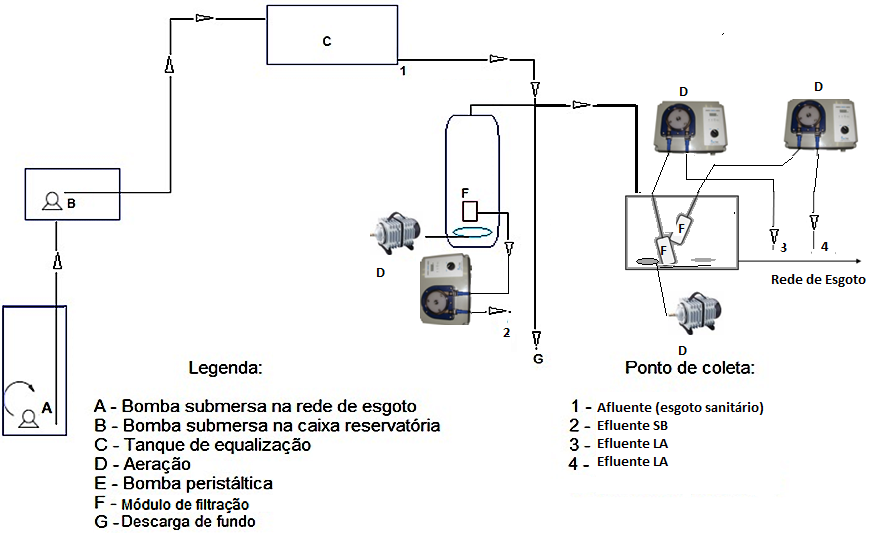 C
1
D
D
B
F
F
F
3
4
D
Rede de Esgoto
2
A
G
D
Legenda:
A - Bomba submersa na rede de esgoto
B - Bomba submersa na caixa reservatória
C - Tanque de equalização
D - Aeração
E - Bomba peristáltica
F - Módulo de filtração
G - Descarga de fundo
Ponto de coleta:
1 - Afluente (esgoto sanitário)
2 - Efluente SB
3 - Efluente LA
4 - Efluente LA